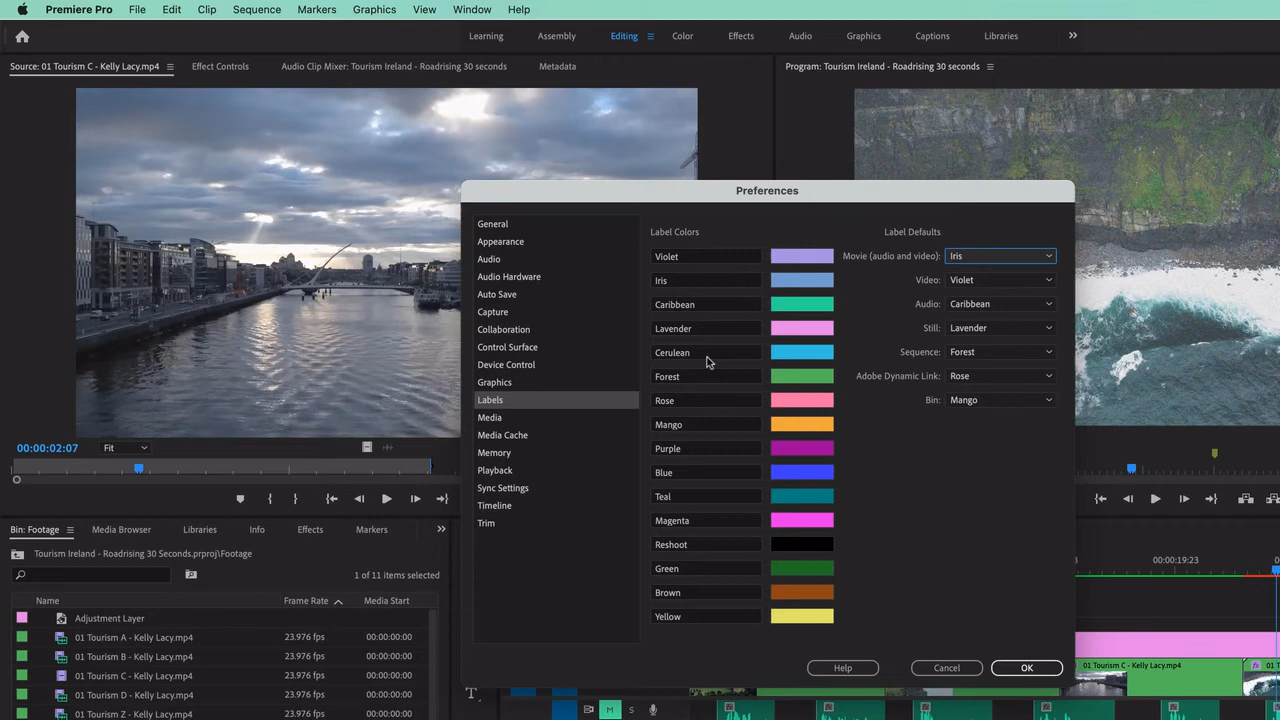 Premiere Pro File Edit Clip Sequence Markers Graphics View Window Help
Learning Assembly Editing Color Effects Audio Graphics Captions Libraries
Source: 01 Tourism C - Kelly Lacy.mp4 Effect Controls Audio Clip Mixer: Tourism Ireland - Roadrising 30 seconds Metadata
Program: Tourism Ireland - Roadrising 30 seconds
Preferences
General
Appearance
Audio
Audio Hardware
Auto Save
Capture
Collaboration
Control Surface
Device Control
Graphics
Labels
Media
Media Cache
Memory
Playback
Sync Settings
Timeline
Trim
Label Colors
Violet
Iris
Caribbean
Lavender
Cerulean
Forest
Rose
Mango
Purple
Blue
Teal
Magenta
Reshoot
Green
Brown
Yellow
Label Defaults
Movie (audio and video): Iris
Video: Violet
Audio: Caribbean
Still: Lavender
Sequence: Forest
Adobe Dynamic Link: Rose
Bin: Mango
Help Cancel OK
00:00:02:07 Fit
Bin: Footage Media Browser Libraries Info Effects Markers
Tourism Ireland - Roadrising 30 Seconds.prproj\Footage
1 of 11 items selected
Name Frame Rate Media Start
Adjustment Layer
01 Tourism A - Kelly Lacy.mp4 23.976 fps 00:00:00:00
01 Tourism B - Kelly Lacy.mp4 23.976 fps 00:00:00:00
01 Tourism C - Kelly Lacy.mp4 23.976 fps 00:00:00:00
01 Tourism D - Kelly Lacy.mp4 23.976 fps 00:00:00:00
01 Tourism Z - Kelly Lacy.mp4 23.976 fps 00:00:00:00
00:00:19:23
01 Tourism C - Kelly Lacy.mp4
fx 01 T
M S